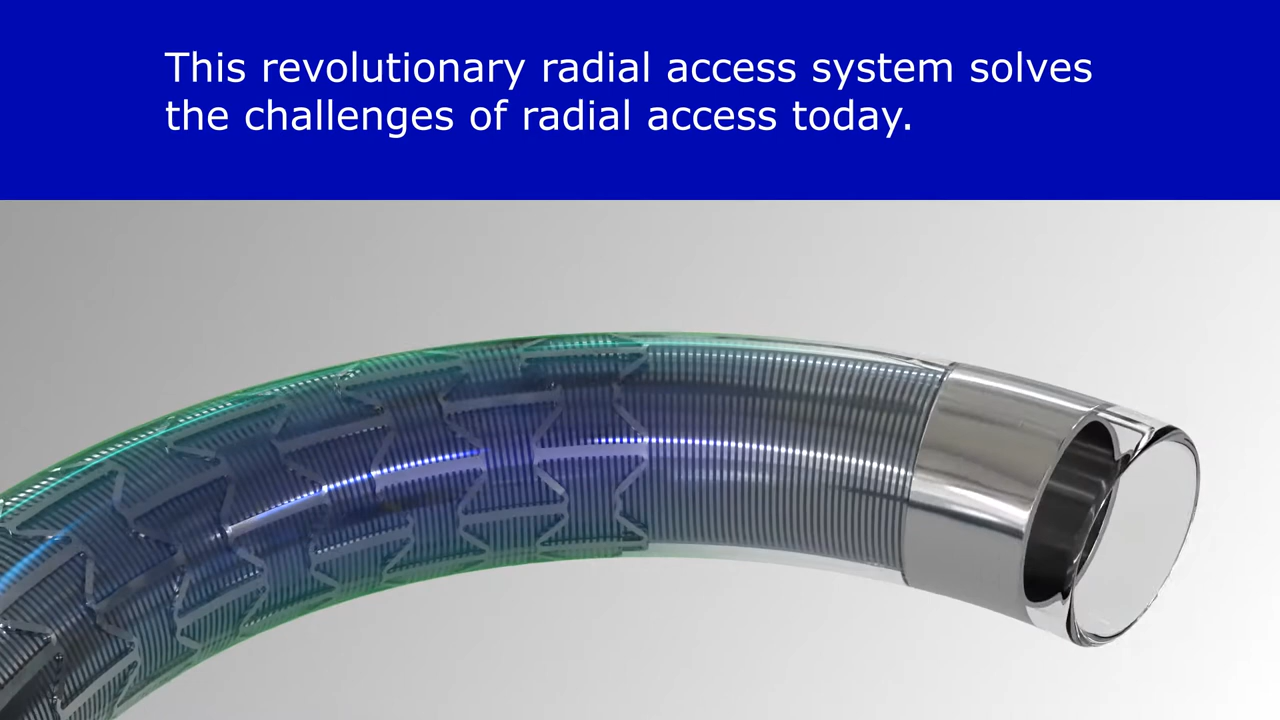 This revolutionary radial access system solves
the challenges of radial access today.